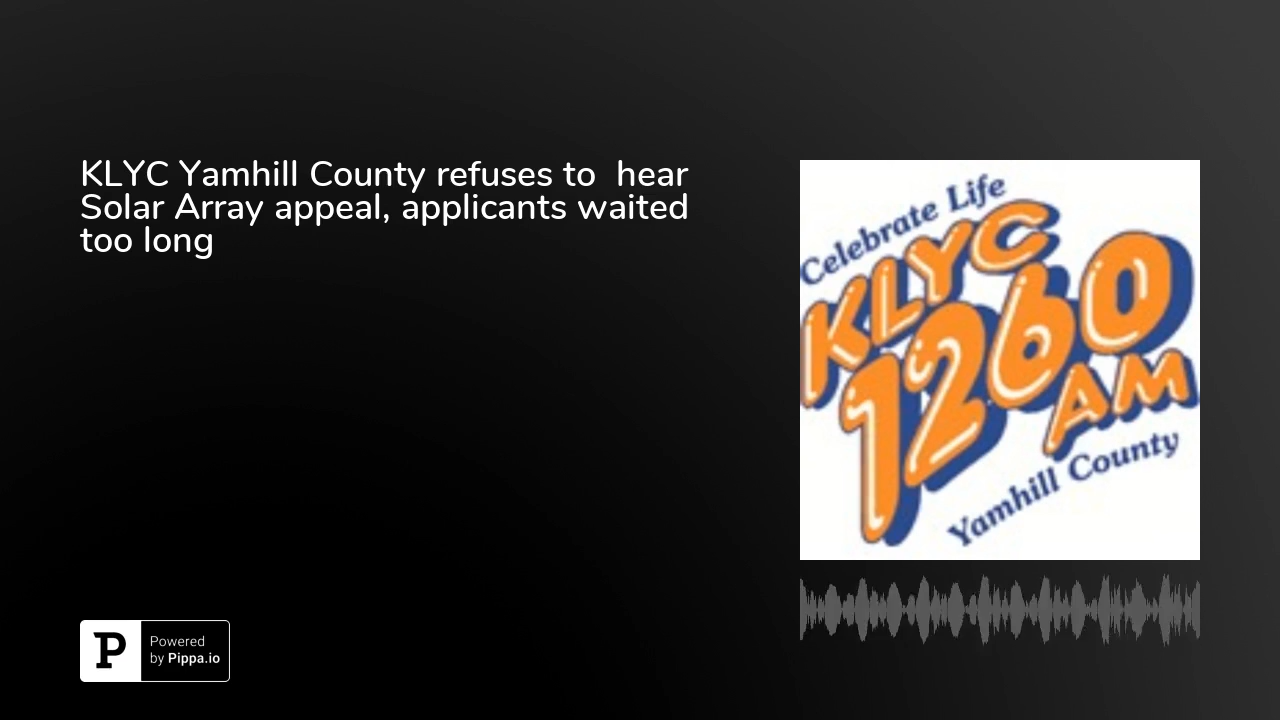 KLYC Yamhill County refuses to  hear
Solar Array appeal, applicants waited
too long
Celebrate Life
KLYC
1260
AM
Yamhill County
P
Powered
by Pippa.io